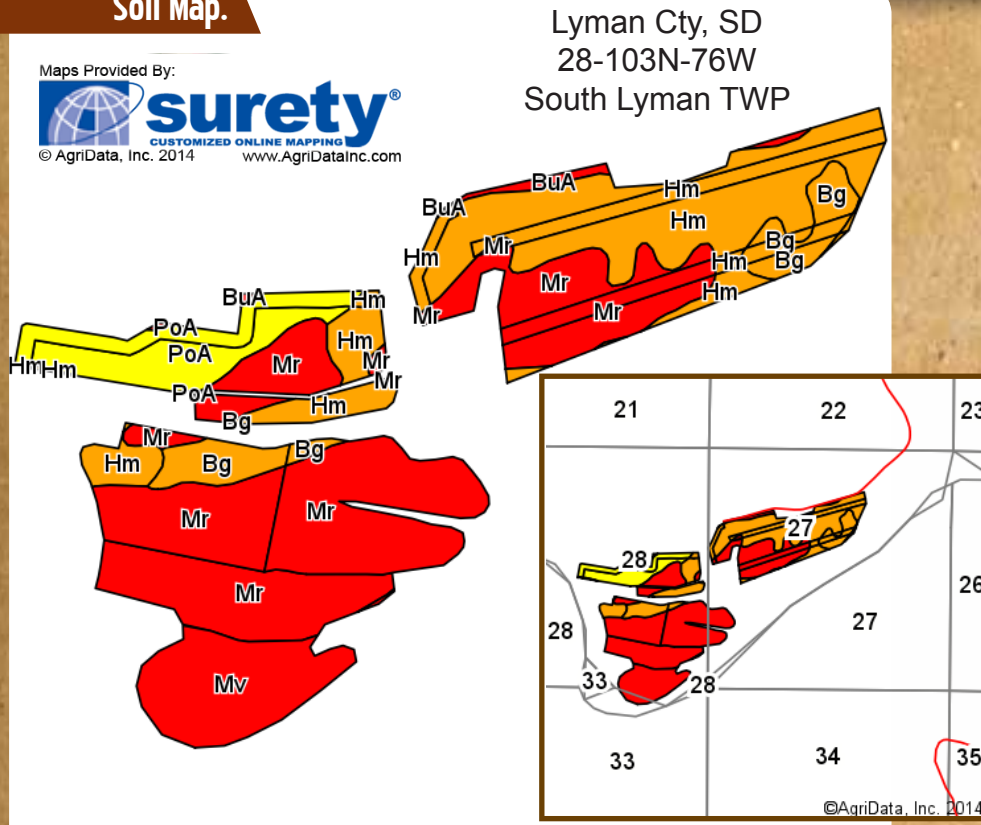 Soil Map.
Lyman Cty, SD
28-103N-76W
South Lyman TWP
Maps Provided By:
surety®
CUSTOMIZED ONLINE MAPPING
© AgriData, Inc. 2014 www.AgriDataInc.com
BuA
Hm
Bg
BuA
Hm
Mr
Bg
Hm
Hm
Bg
Mr
Hm
Mr
Mr
BuA
Hm
PoA
PoA
Hm
Mr
Mr
Hm
Hm
Mr
PoA
Hm
Bg
Mr
Hm
Bg
Bg
Mr
Mr
Mr
Mv
21
22
23
27
28
26
28
27
33
28
33
34
35
©AgriData, Inc. 2014